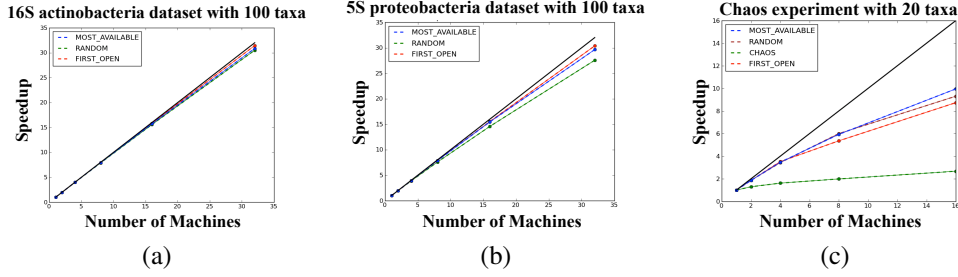 16S actinobacteria dataset with 100 taxa
35
30
25
20
15
10
5
0
0 5 10 15 20 25 30 35
Speedup
Number of Machines
MOST_AVAILABLE
RANDOM
FIRST_OPEN
(a)
5S proteobacteria dataset with 100 taxa
35
30
25
20
15
10
5
0
0 5 10 15 20 25 30 35
Speedup
Number of Machines
MOST_AVAILABLE
RANDOM
FIRST_OPEN
(b)
Chaos experiment with 20 taxa
16
14
12
10
8
6
4
2
0
0 2 4 6 8 10 12 14 16
Speedup
Number of Machines
MOST_AVAILABLE
RANDOM
CHAOS
FIRST_OPEN
(c)